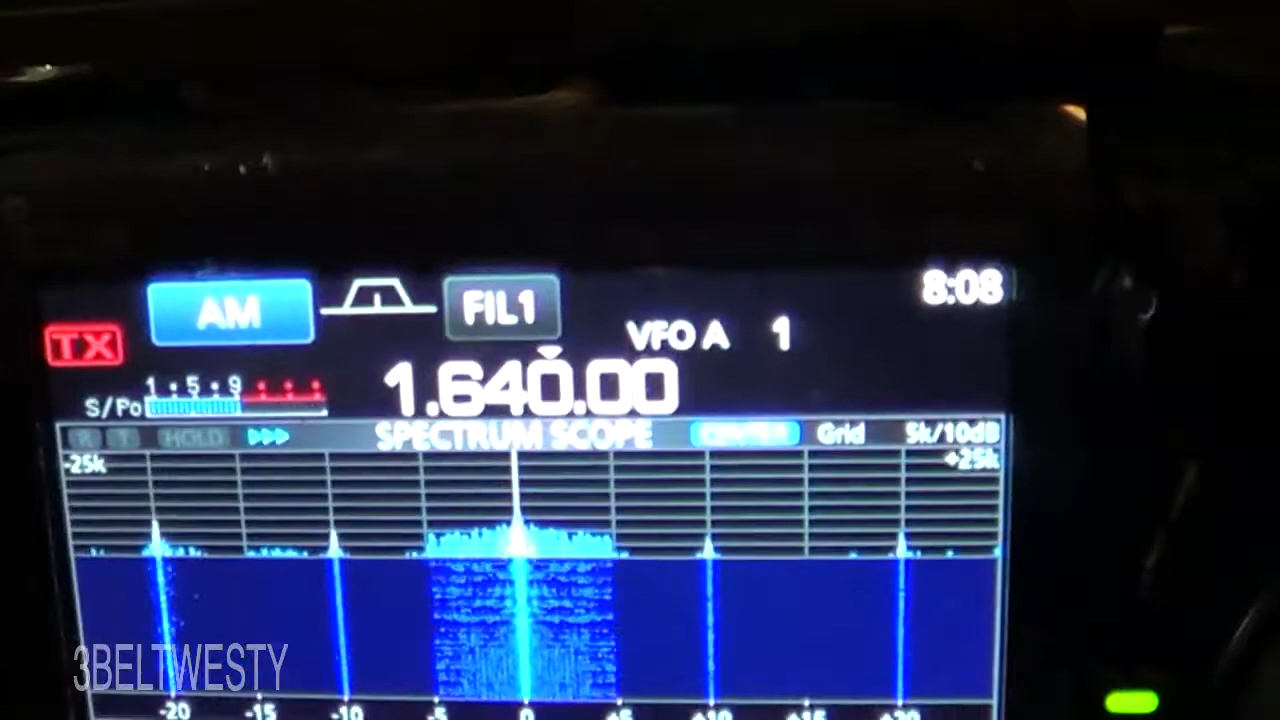 AM
FIL1
8:08
TX
VFO A 1
1 5 9
1.640.00
S/Po
HOLD
SPECTRUM SCOPE
CENTER
Grid
5k/10dB
-25k
+25k
3BELTWESTY
-20 -15 -10 -5 0 +5 +10 +15 +20